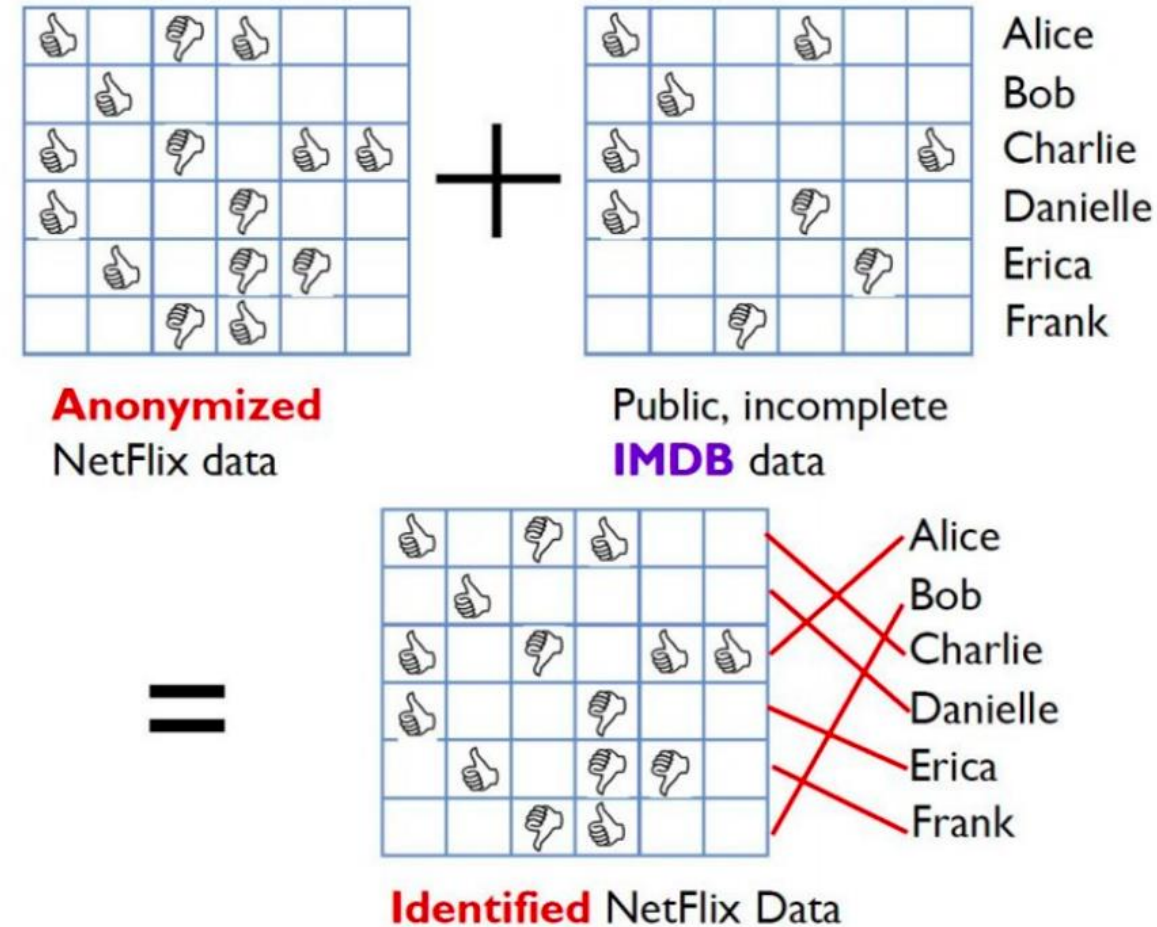 Alice
Bob
Charlie
Danielle
Erica
Frank
Anonymized
NetFlix data
Public, incomplete
IMDB data
Alice
Bob
Charlie
Danielle
Erica
Frank
Identified NetFlix Data